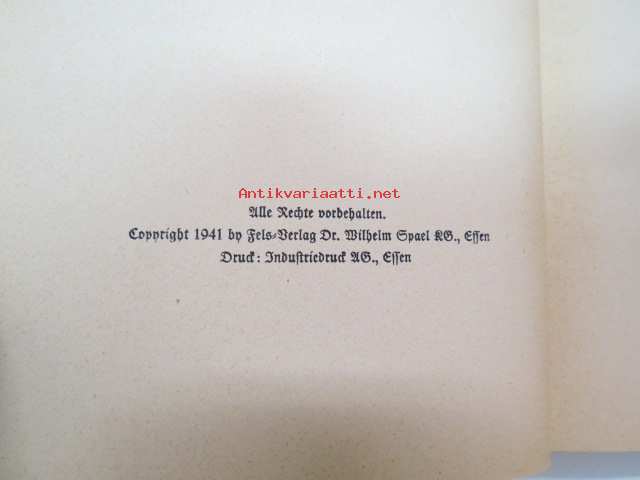 Antikvariaatti.net
Alle Rechte vorbehalten.
Copyright 1941 by Fels-Verlag Dr. Wilhelm Spael KG., Essen
Druck: Industriedruck AG., Essen